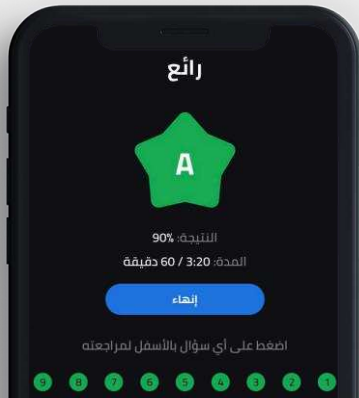 رائع
A
النتيجة: 90%
المدة: 3:20 / 60 دقيقة
إنهاء
اضغط على أي سؤال بالأسفل لمراجعته
1 2 3 4 5 6 7 8 9